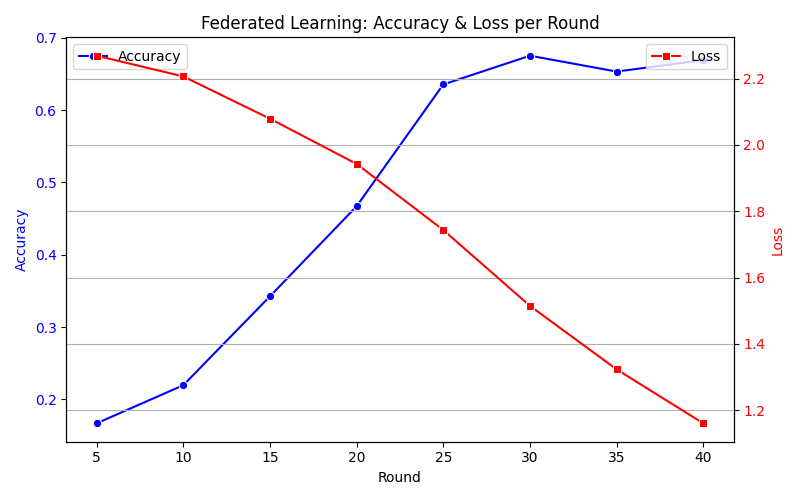 Federated Learning: Accuracy & Loss per Round
Accuracy
Loss
0.7
0.6
0.5
0.4
0.3
0.2
Accuracy
2.2
2.0
1.8
1.6
1.4
1.2
Loss
5 10 15 20 25 30 35 40
Round